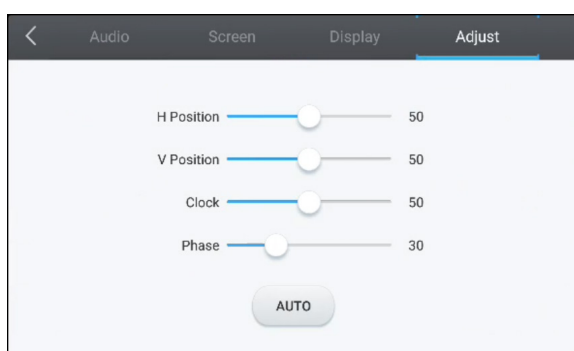 Audio Screen Display Adjust
H Position 50
V Position 50
Clock 50
Phase 30
AUTO